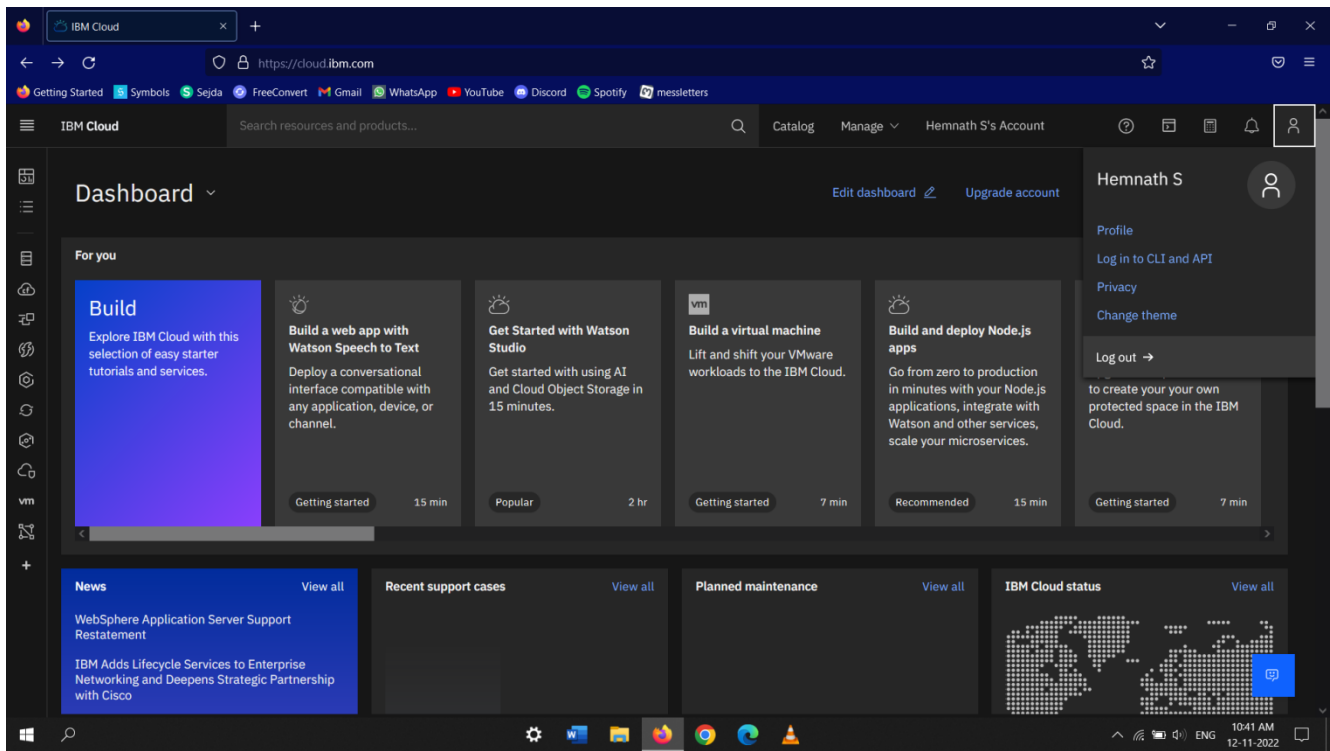 IBM Cloud
https://cloud.ibm.com
Getting Started Symbols Sejda FreeConvert Gmail WhatsApp YouTube Discord Spotify messletters
IBM Cloud Search resources and products... Catalog Manage Hemnath S's Account
Dashboard
Edit dashboard Upgrade account
Hemnath S
Profile
Log in to CLI and API
Privacy
Change theme
Log out →
For you
Build
Explore IBM Cloud with this
selection of easy starter
tutorials and services.
Build a web app with
Watson Speech to Text
Deploy a conversational
interface compatible with
any application, device, or
channel.
Getting started 15 min
Get Started with Watson
Studio
Get started with using AI
and Cloud Object Storage in
15 minutes.
Popular 2 hr
vm
Build a virtual machine
Lift and shift your VMware
workloads to the IBM Cloud.
Getting started 7 min
Build and deploy Node.js
apps
Go from zero to production
in minutes with your Node.js
applications, integrate with
Watson and other services,
scale your microservices.
Recommended 15 min
to create your your own
protected space in the IBM
Cloud.
Getting started 7 min
vm
News View all
WebSphere Application Server Support
Restatement
IBM Adds Lifecycle Services to Enterprise
Networking and Deepens Strategic Partnership
with Cisco
Recent support cases View all
Planned maintenance View all
IBM Cloud status View all
ENG
10:41 AM
12-11-2022